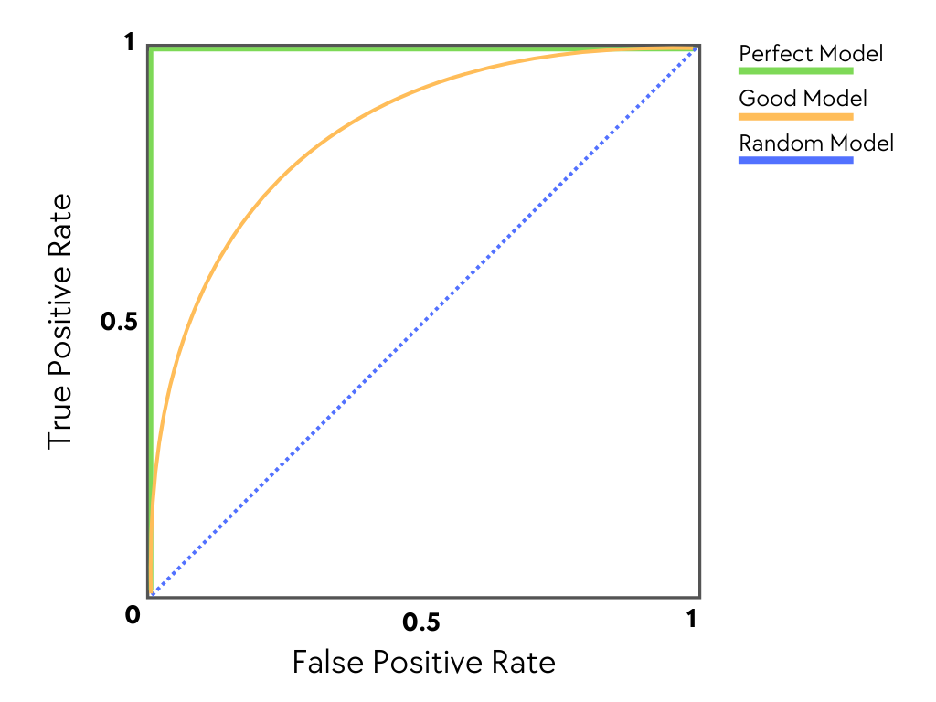 1
Perfect Model
Good Model
Random Model
True Positive Rate
0.5
0
0.5
1
False Positive Rate